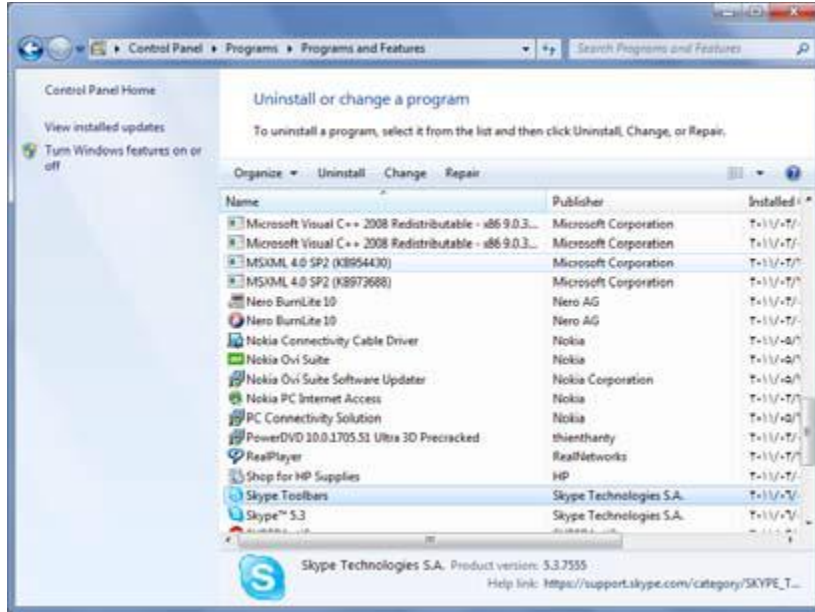 Control Panel ▸ Programs ▸ Programs and Features
Search Programs and Features
Control Panel Home
View installed updates
Turn Windows features on or off
Uninstall or change a program
To uninstall a program, select it from the list and then click Uninstall, Change, or Repair.
Organize Uninstall Change Repair
Name Publisher Installed
Microsoft Visual C++ 2008 Redistributable - x86 9.0.3... Microsoft Corporation
Microsoft Visual C++ 2008 Redistributable - x86 9.0.3... Microsoft Corporation
MSXML 4.0 SP2 (KB954430) Microsoft Corporation
MSXML 4.0 SP2 (KB973688) Microsoft Corporation
Nero BurnLite 10 Nero AG
Nero BurnLite 10 Nero AG
Nokia Connectivity Cable Driver Nokia
Nokia Ovi Suite Nokia
Nokia Ovi Suite Software Updater Nokia Corporation
Nokia PC Internet Access Nokia
PC Connectivity Solution Nokia
PowerDVD 10.0.1705.51 Ultra 3D Precracked thienthanty
RealPlayer RealNetworks
Shop for HP Supplies HP
Skype Toolbars Skype Technologies S.A.
Skype™ 5.3 Skype Technologies S.A.
Skype Technologies S.A. Product version: 5.3.7555
Help link: https://support.skype.com/category/SKYPE_T...